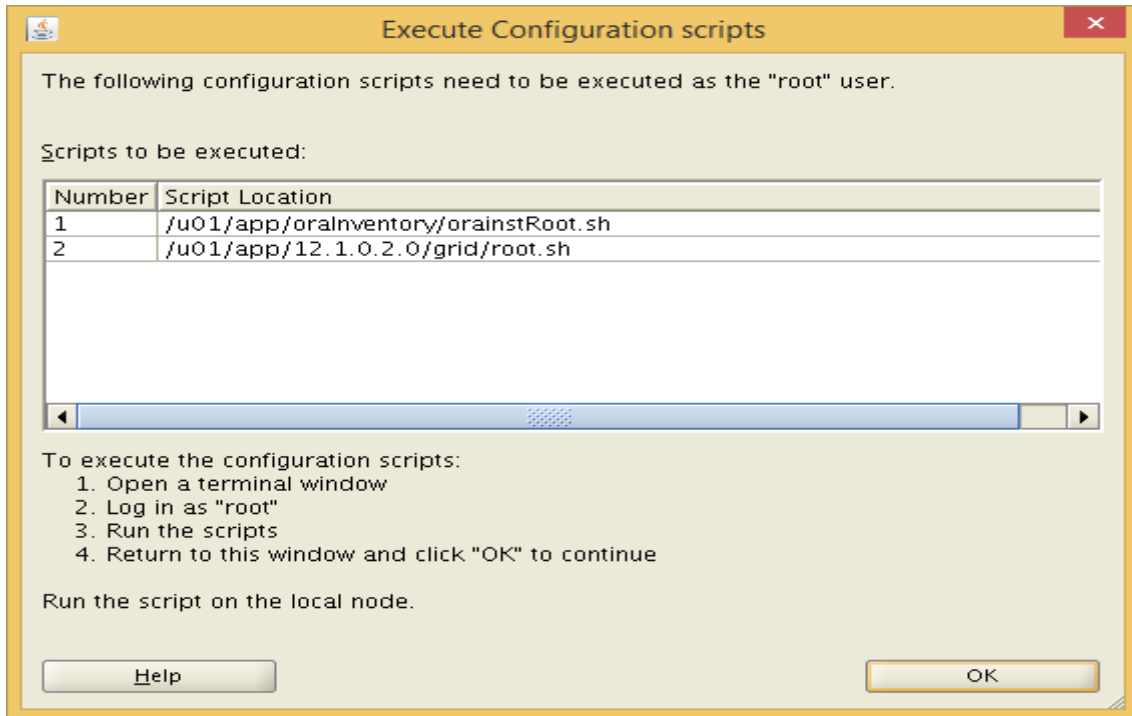 Execute Configuration scripts
The following configuration scripts need to be executed as the "root" user.
Scripts to be executed:
Number Script Location
1 /u01/app/oraInventory/orainstRoot.sh
2 /u01/app/12.1.0.2.0/grid/root.sh
To execute the configuration scripts:
1. Open a terminal window
2. Log in as "root"
3. Run the scripts
4. Return to this window and click "OK" to continue
Run the script on the local node.
Help OK